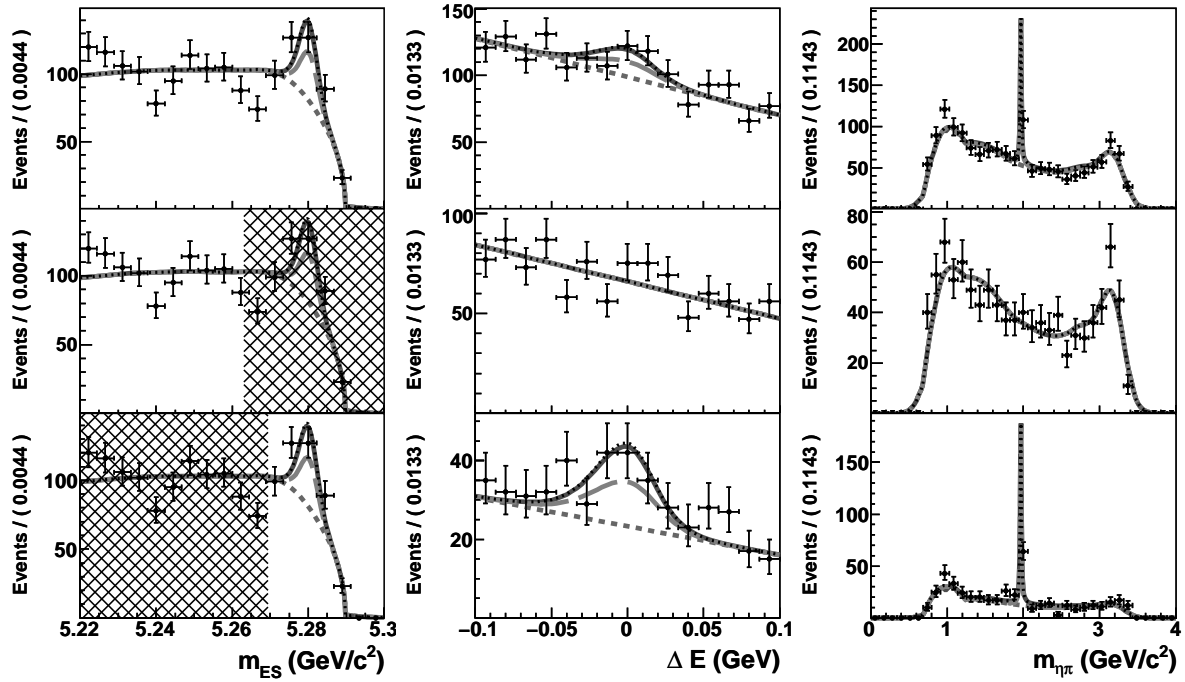 Events / ( 0.0044 )
100
50
Events / ( 0.0133 )
150
100
50
Events / ( 0.1143 )
200
150
100
50
Events / ( 0.0044 )
100
50
Events / ( 0.0133 )
100
50
Events / ( 0.1143 )
80
60
40
20
Events / ( 0.0044 )
100
50
5.22 5.24 5.26 5.28 5.3
m_ES (GeV/c²)
Events / ( 0.0133 )
40
20
−0.1 −0.05 0 0.05 0.1
Δ E (GeV)
Events / ( 0.1143 )
150
100
50
0 1 2 3 4
m_ηπ (GeV/c²)